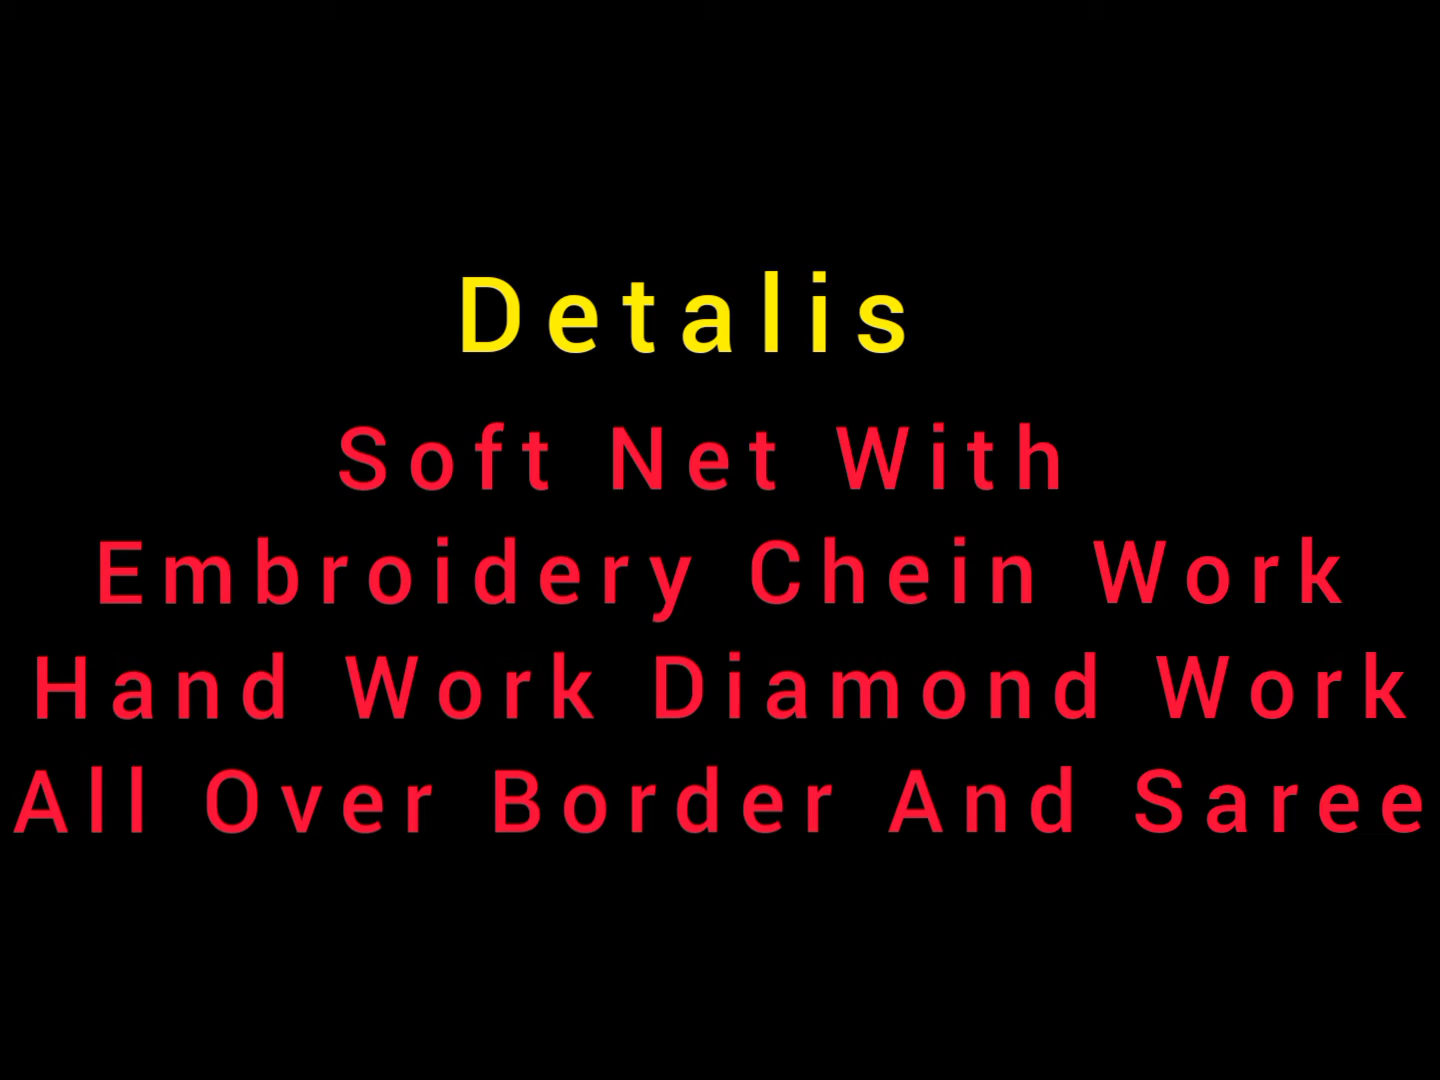 Detalis
Soft Net With
Embroidery Chein Work
Hand Work Diamond Work
All Over Border And Saree